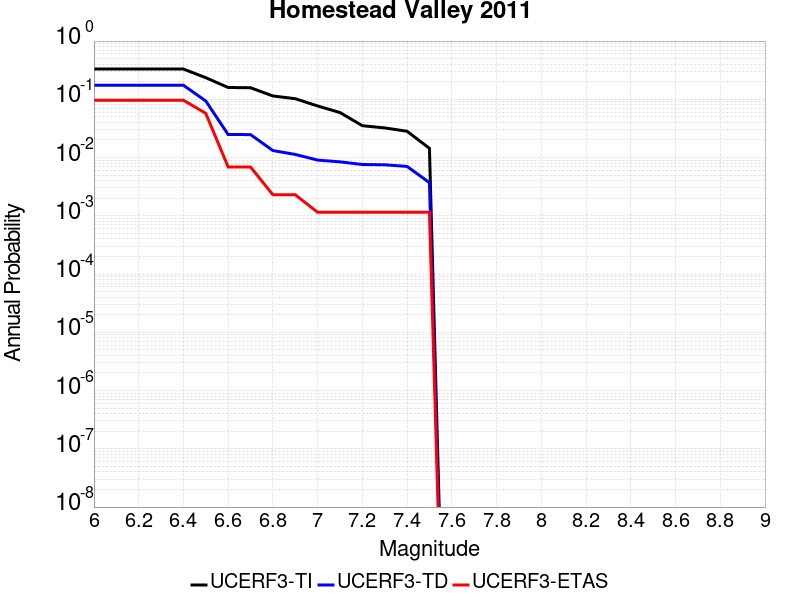 Homestead Valley 2011
10^0
10^-1
10^-2
10^-3
10^-4
10^-5
10^-6
10^-7
10^-8
Annual Probability
6 6.2 6.4 6.6 6.8 7 7.2 7.4 7.6 7.8 8 8.2 8.4 8.6 8.8 9
Magnitude
UCERF3-TI UCERF3-TD UCERF3-ETAS